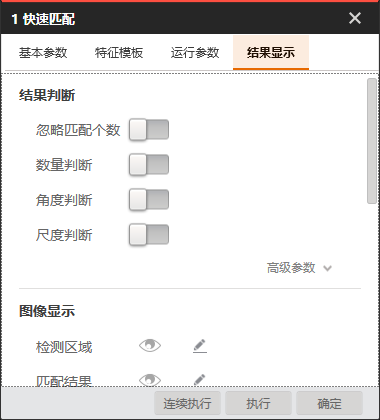 1 快速匹配
基本参数 特征模板 运行参数 结果显示
结果判断
忽略匹配个数
数量判断
角度判断
尺度判断
高级参数
图像显示
检测区域
匹配结果
连续执行 执行 确定